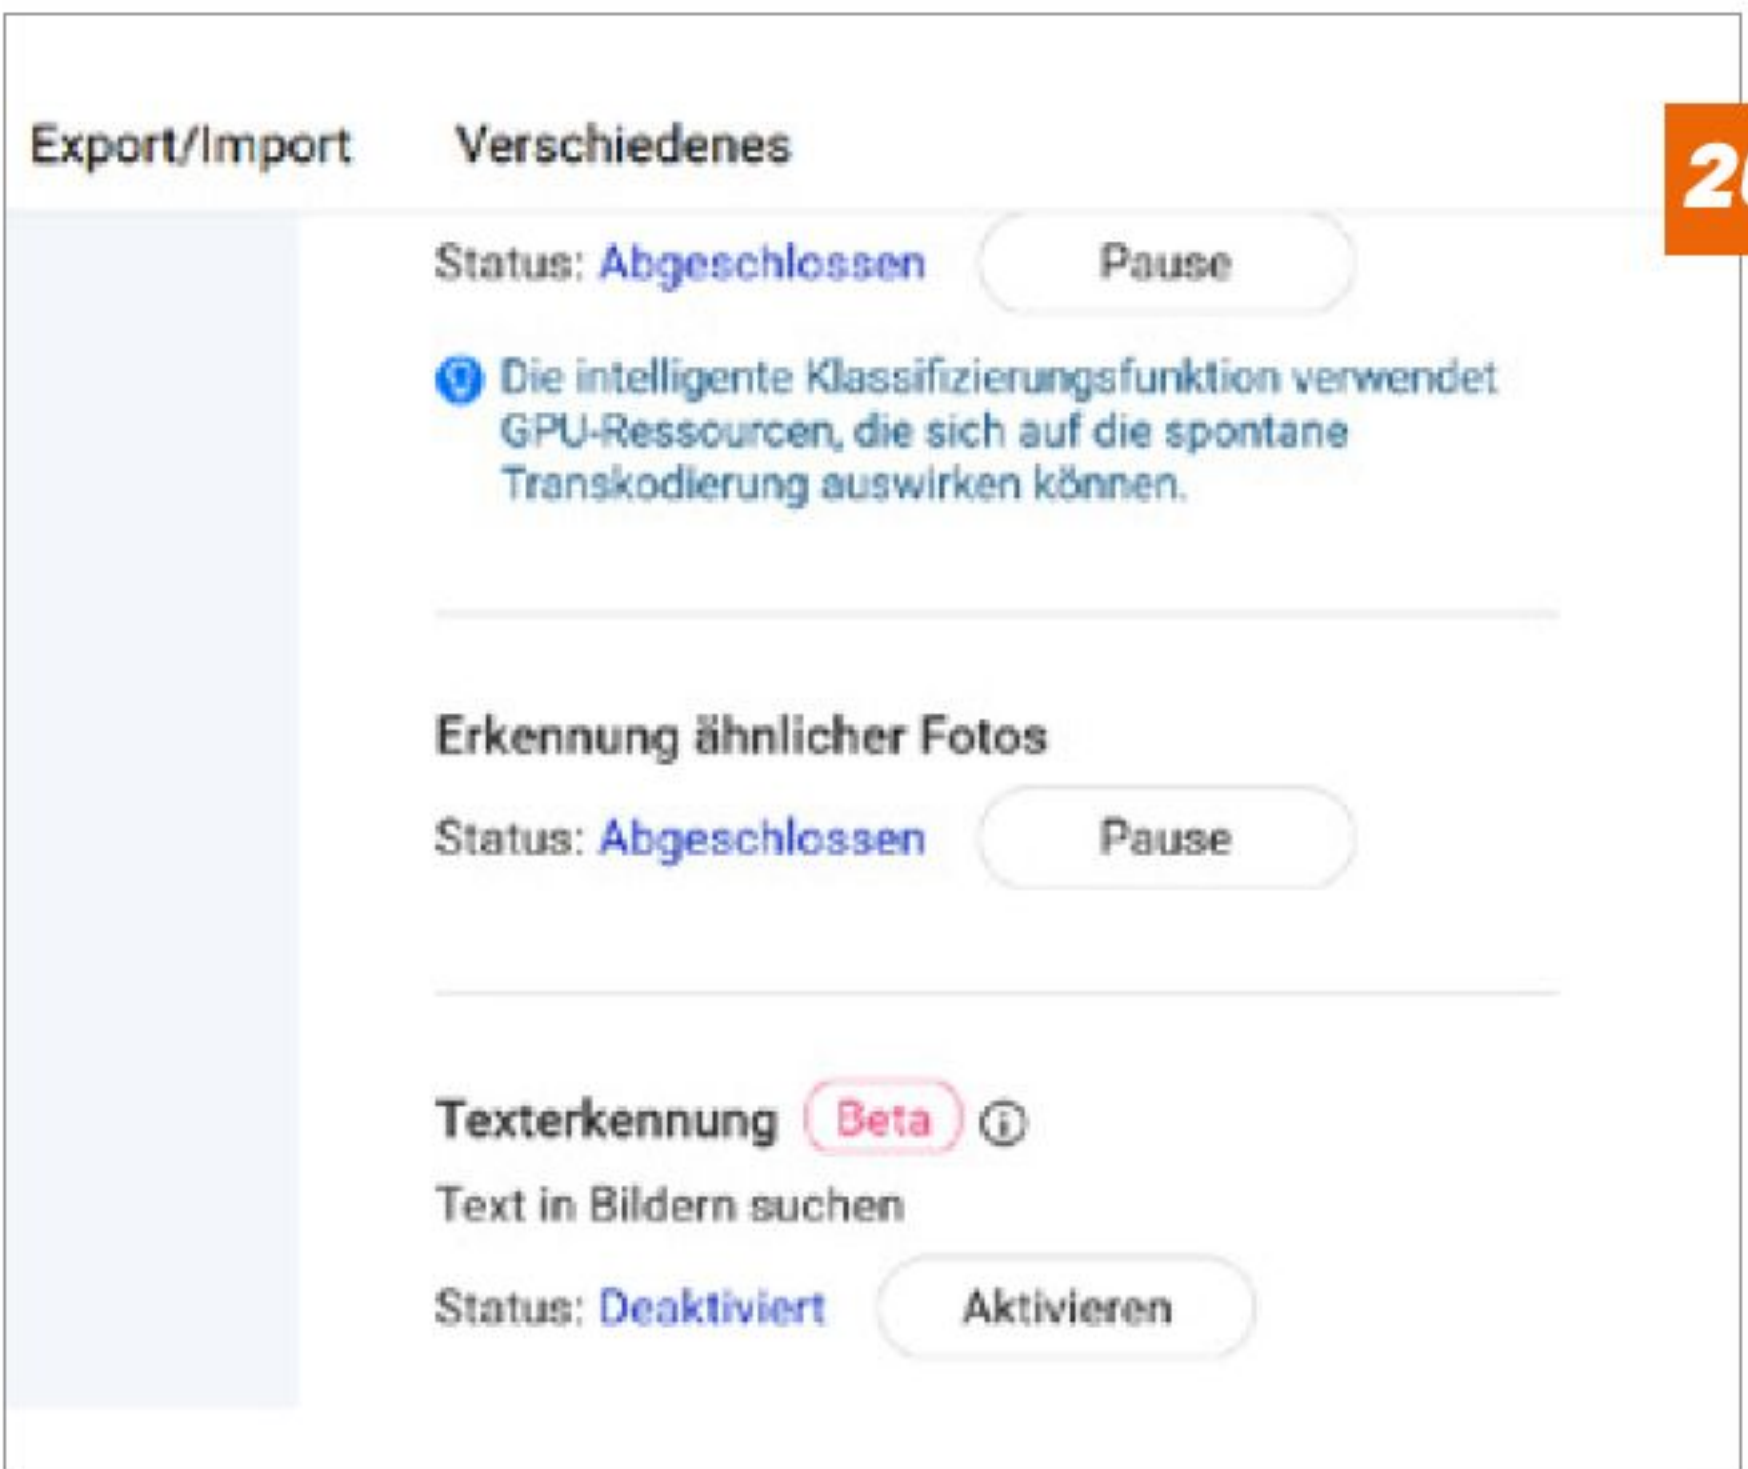 Export/Import Verschiedenes
Status: Abgeschlossen Pause
Die intelligente Klassifizierungsfunktion verwendet
GPU-Ressourcen, die sich auf die spontane
Transkodierung auswirken können.
Erkennung ähnlicher Fotos
Status: Abgeschlossen Pause
Texterkennung Beta
Text in Bildern suchen
Status: Deaktiviert Aktivieren